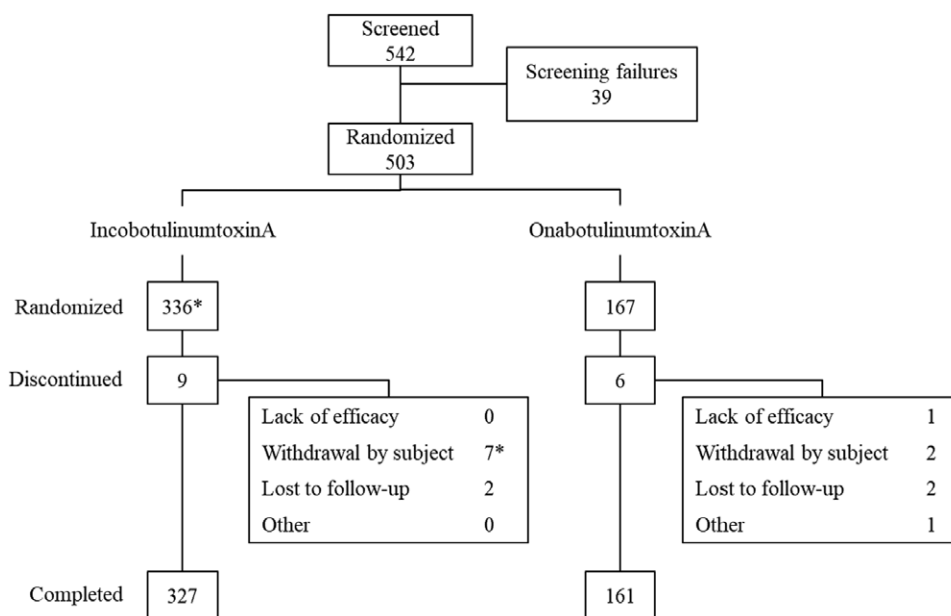 Screened
542
Screening failures
39
Randomized
503
IncobotulinumtoxinA
OnabotulinumtoxinA
Randomized
336*
167
Discontinued
9
6
Lack of efficacy 0
Withdrawal by subject 7*
Lost to follow-up 2
Other 0
Lack of efficacy 1
Withdrawal by subject 2
Lost to follow-up 2
Other 1
Completed
327
161